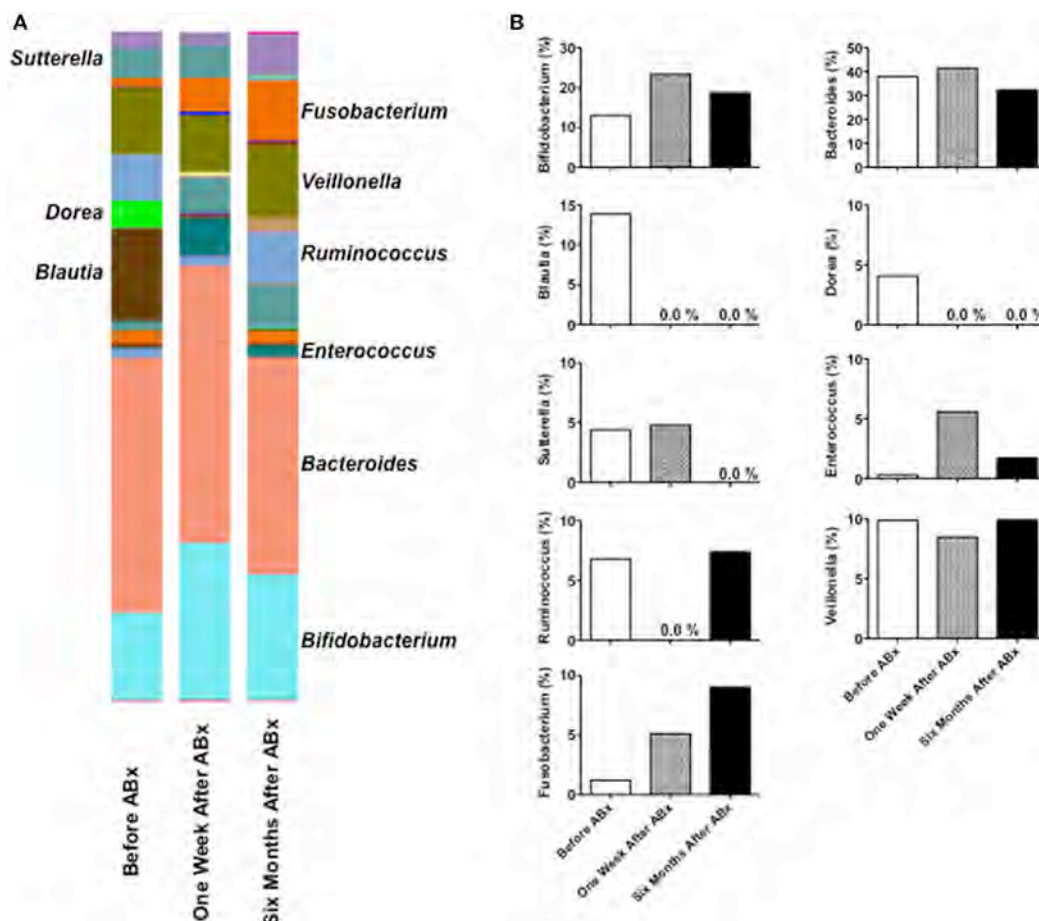 A
Sutterella
Dorea
Blautia
Fusobacterium
Veillonella
Ruminococcus
Enterococcus
Bacteroides
Bifidobacterium
Before ABx
One Week After ABx
Six Months After ABx
B
Bifidobacterium (%)
30
20
10
0
Bacteroides (%)
50
40
30
20
10
0
Blautia (%)
15
10
5
0
0.0 %
0.0 %
Dorea (%)
10
5
0
0.0 %
0.0 %
Sutterella (%)
10
5
0
0.0 %
Enterococcus (%)
10
5
0
Ruminococcus (%)
10
5
0
0.0 %
Veillonella (%)
10
5
0
Before ABx
One Week After ABx
Six Months After ABx
Fusobacterium (%)
10
5
0
Before ABx
One Week After ABx
Six Months After ABx